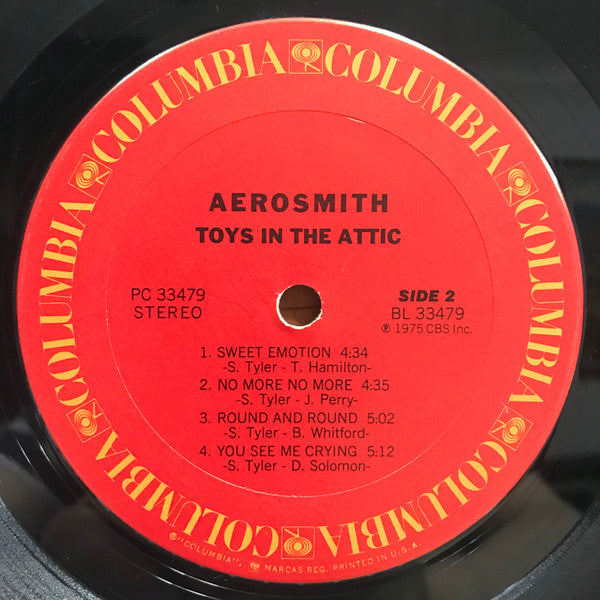 COLUMBIA COLUMBIA COLUMBIA COLUMBIA COLUMBIA COLUMBIA
AEROSMITH
TOYS IN THE ATTIC
PC 33479
STEREO
SIDE 2
BL 33479
℗ 1975 CBS Inc.
1. SWEET EMOTION 4:34
-S. Tyler - T. Hamilton-
2. NO MORE NO MORE 4:35
-S. Tyler - J. Perry-
3. ROUND AND ROUND 5:02
-S. Tyler - B. Whitford-
4. YOU SEE ME CRYING 5:12
-S. Tyler - D. Solomon-
"COLUMBIA", MARCAS REG. PRINTED IN U.S.A.